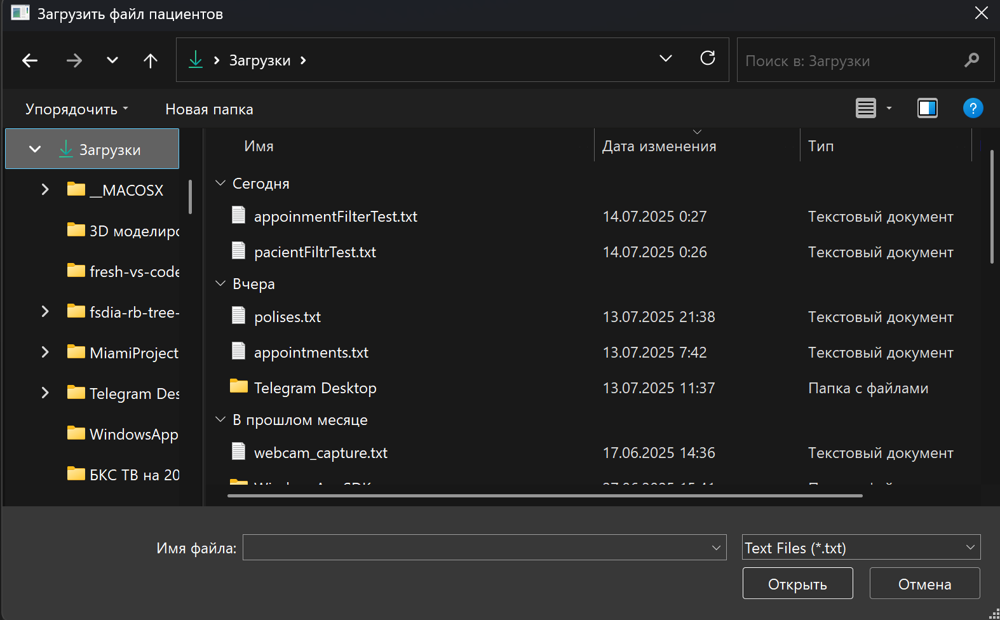 Загрузить файл пациентов
Загрузки
Поиск в: Загрузки
Упорядочить
Новая папка
?
Загрузки
__MACOSX
3D моделирс
fresh-vs-code
fsdia-rb-tree-
MiamiProject
Telegram Des
WindowsApp
БКС ТВ на 20
Имя Дата изменения Тип
Сегодня
appoinmentFilterTest.txt 14.07.2025 0:27 Текстовый документ
pacientFiltrTest.txt 14.07.2025 0:26 Текстовый документ
Вчера
polises.txt 13.07.2025 21:38 Текстовый документ
appointments.txt 13.07.2025 7:42 Текстовый документ
Telegram Desktop 13.07.2025 11:37 Папка с файлами
В прошлом месяце
webcam_capture.txt 17.06.2025 14:36 Текстовый документ
Имя файла:
Text Files (*.txt)
Открыть
Отмена